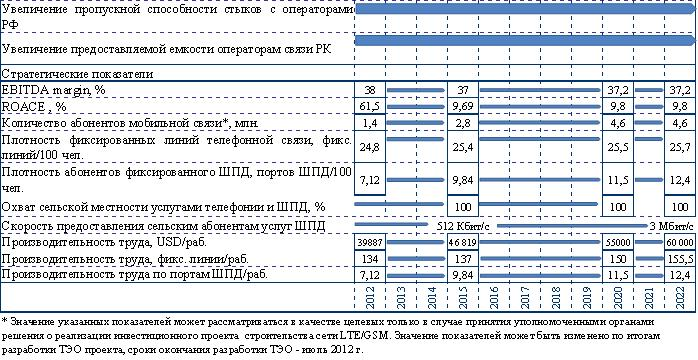 Увеличение пропускной способности стыков с операторами
РФ
Увеличение предоставляемой емкости операторам связи РК
Стратегические показатели
EBITDA margin, % 38 37 37,2 37,2
ROACE , % 61,5 9,69 9,8 9,8
Количество абонентов мобильной связи*, млн. 1,4 2,8 4,6 4,6
Плотность фиксированных линий телефонной связи, фикс.
линий/100 чел. 24,8 25,4 25,5 25,7
Плотность абонентов фиксированного ШПД, портов ШПД/100
чел. 7,12 9,84 11,5 12,4
Охват сельской местности услугами телефонии и ШПД, % 100 100 100
Скорость предоставления сельским абонентам услуг ШПД 512 Кбит/с 3 Мбит/с
Производительность труда, USD/раб. 39887 46 819 55000 60 000
Производительность труда, фикс. линии/раб. 134 137 150 155,5
Производительность труда по портам ШПД/раб. 7,12 9,84 11,5 12,4
2012 2013 2014 2015 2016 2017 2018 2019 2020 2021 2022
* Значение указанных показателей может рассматриваться в качестве целевых только в случае принятия уполномоченными органами
решения о реализации инвестиционного проекта строительства сети LTE/GSM. Значение показателей может быть изменено по итогам
разработки ТЭО проекта, сроки окончания разработки ТЭО - июль 2012 г.